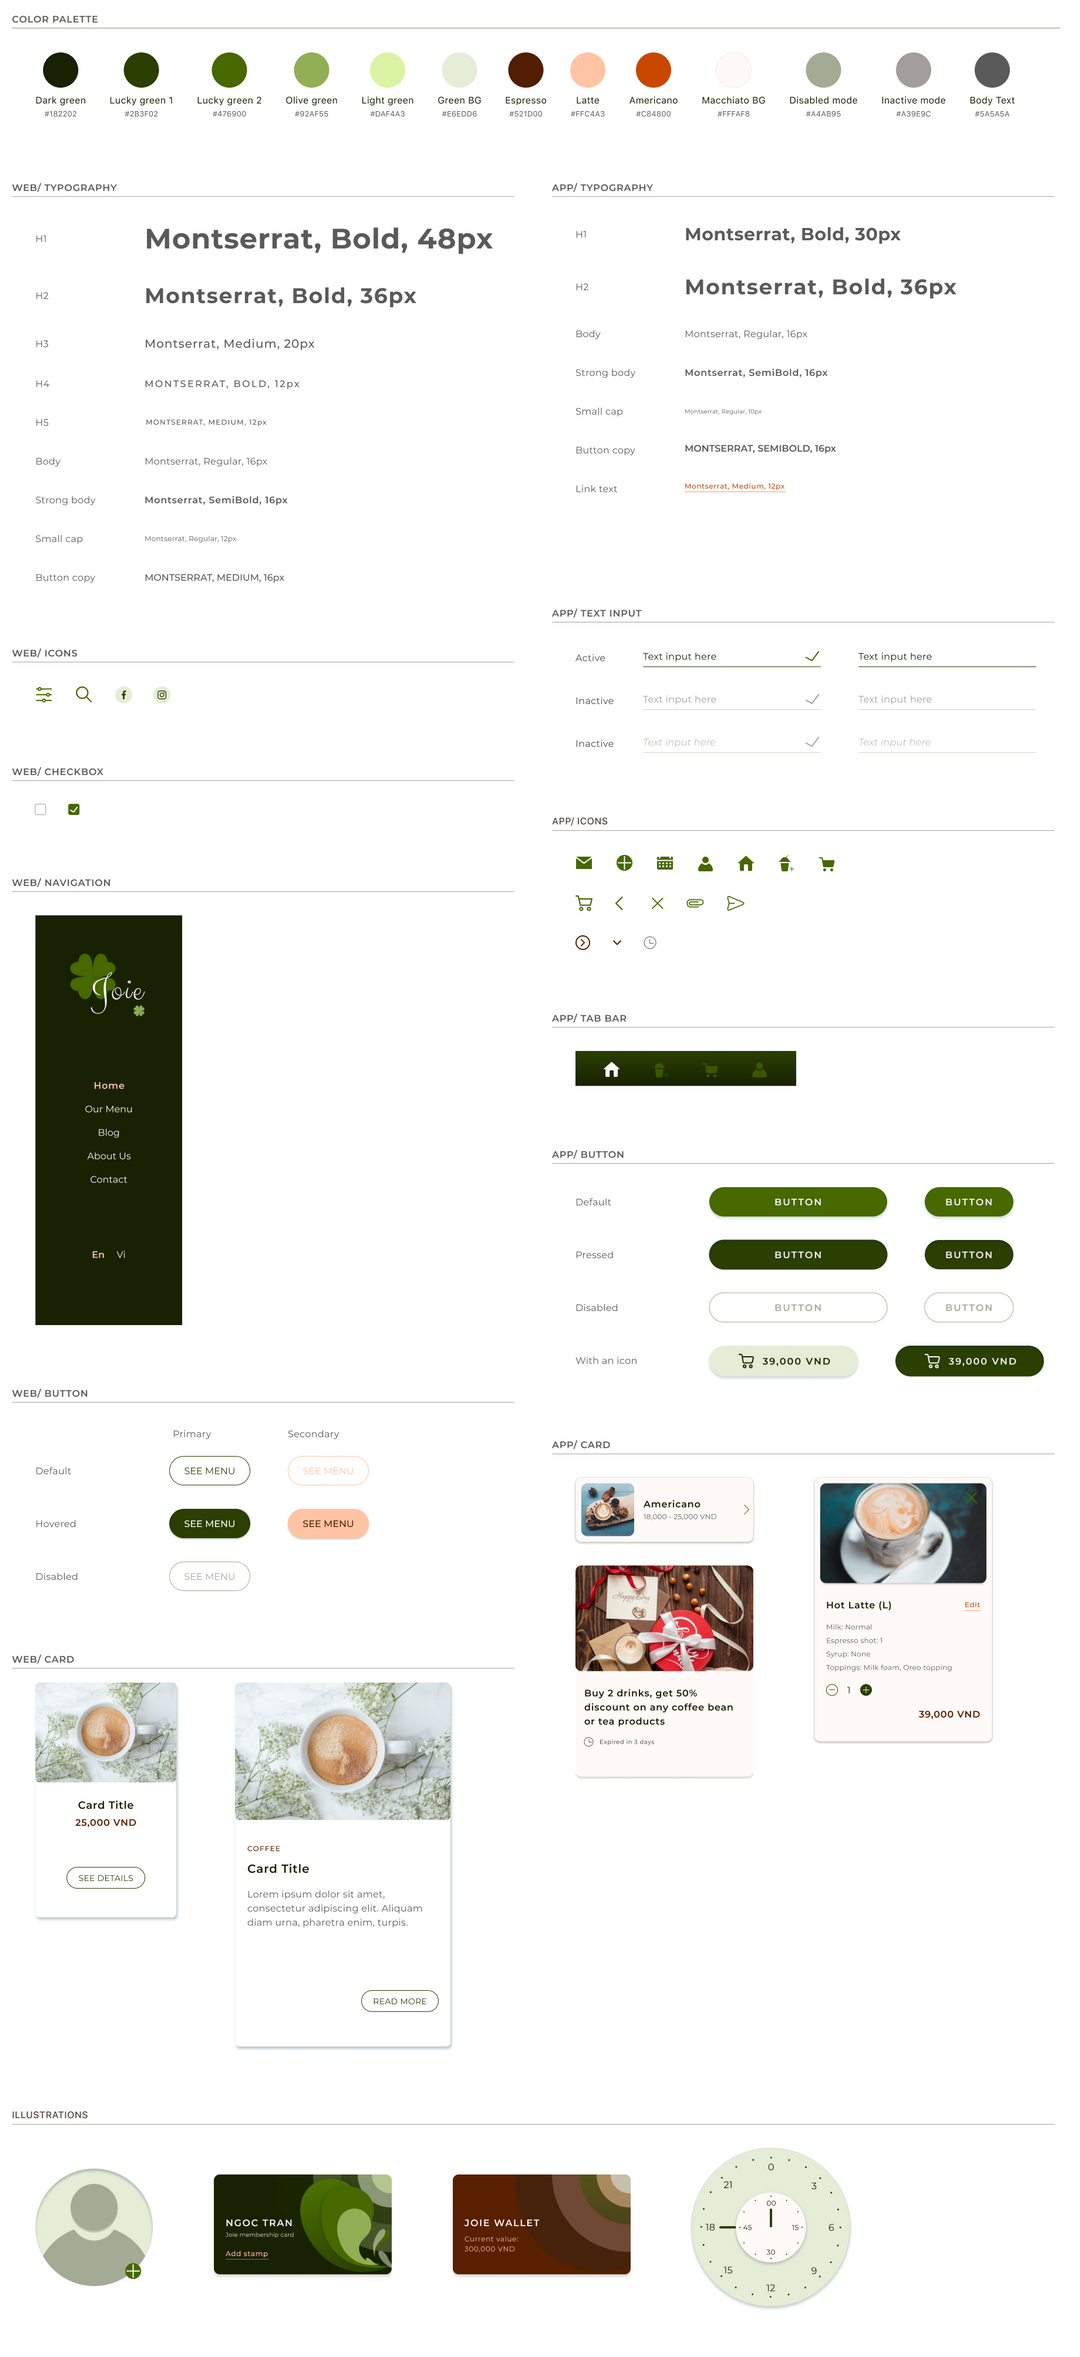 COLOR PALETTE
Dark green
#182202
Lucky green 1
#2B3F02
Lucky green 2
#476900
Olive green
#92AF55
Light green
#DAF4A3
Green BG
#E6EDD6
Espresso
#521D00
Latte
#FFC4A3
Americano
#C84800
Macchiato BG
#FFFAF8
Disabled mode
#A4AB95
Inactive mode
#A39E9C
Body Text
#5A5A5A
WEB/ TYPOGRAPHY
H1 Montserrat, Bold, 48px
H2 Montserrat, Bold, 36px
H3 Montserrat, Medium, 20px
H4 MONTSERRAT, BOLD, 12px
H5 MONTSERRAT, MEDIUM, 12px
Body Montserrat, Regular, 16px
Strong body Montserrat, SemiBold, 16px
Small cap Montserrat, Regular, 12px
Button copy MONTSERRAT, MEDIUM, 16px
WEB/ ICONS
WEB/ CHECKBOX
WEB/ NAVIGATION
Joie
Home
Our Menu
Blog
About Us
Contact
En Vi
WEB/ BUTTON
Primary Secondary
Default SEE MENU SEE MENU
Hovered SEE MENU SEE MENU
Disabled SEE MENU
WEB/ CARD
Card Title
25,000 VND
SEE DETAILS
COFFEE
Card Title
Lorem ipsum dolor sit amet,
consectetur adipiscing elit. Aliquam
diam urna, pharetra enim, turpis.
READ MORE
APP/ TYPOGRAPHY
H1 Montserrat, Bold, 30px
H2 Montserrat, Bold, 36px
Body Montserrat, Regular, 16px
Strong body Montserrat, SemiBold, 16px
Small cap Montserrat, Regular, 10px
Button copy MONTSERRAT, SEMIBOLD, 16px
Link text Montserrat, Medium, 12px
APP/ TEXT INPUT
Active Text input here Text input here
Inactive Text input here Text input here
Inactive Text input here Text input here
APP/ ICONS
APP/ TAB BAR
APP/ BUTTON
Default BUTTON BUTTON
Pressed BUTTON BUTTON
Disabled BUTTON BUTTON
With an icon 39,000 VND 39,000 VND
APP/ CARD
Americano
18,000 - 25,000 VND
Buy 2 drinks, get 50%
discount on any coffee bean
or tea products
Expired in 3 days
Hot Latte (L) Edit
Milk: Normal
Espresso shot: 1
Syrup: None
Toppings: Milk foam, Oreo topping
1
39,000 VND
ILLUSTRATIONS
NGOC TRAN
Joie membership card
Add stamp
JOIE WALLET
Current value:
300,000 VND
0
21 3
00
18 45 15 6
30
15 9
12